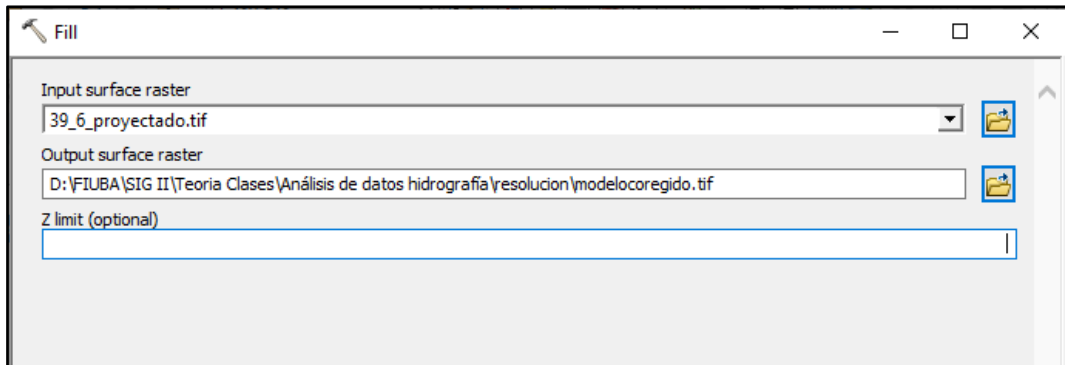 Fill
Input surface raster
39_6_proyectado.tif
Output surface raster
D:\FIUBA\SIG II\Teoria Clases\Análisis de datos hidrografía\resolucion\modelocoregido.tif
Z limit (optional)